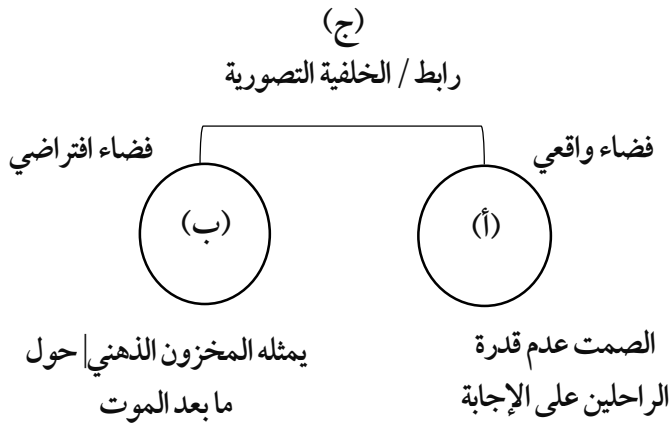 (ج)
رابط / الخلفية التصورية
فضاء واقعي
فضاء افتراضي
(أ)
(ب)
الصمت عدم قدرة
الراحلين على الإجابة
يمثله المخزون الذهني| حول
ما بعد الموت